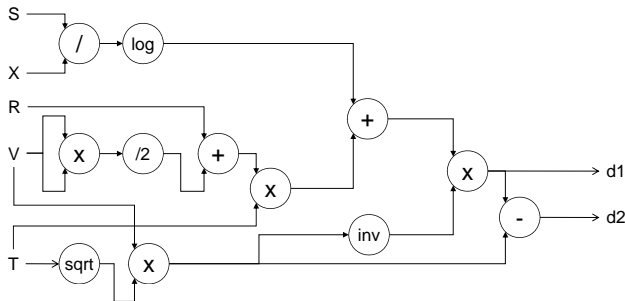 S
/ log
X
R
+
V x /2 +
x x d1
- d2
inv
T sqrt x